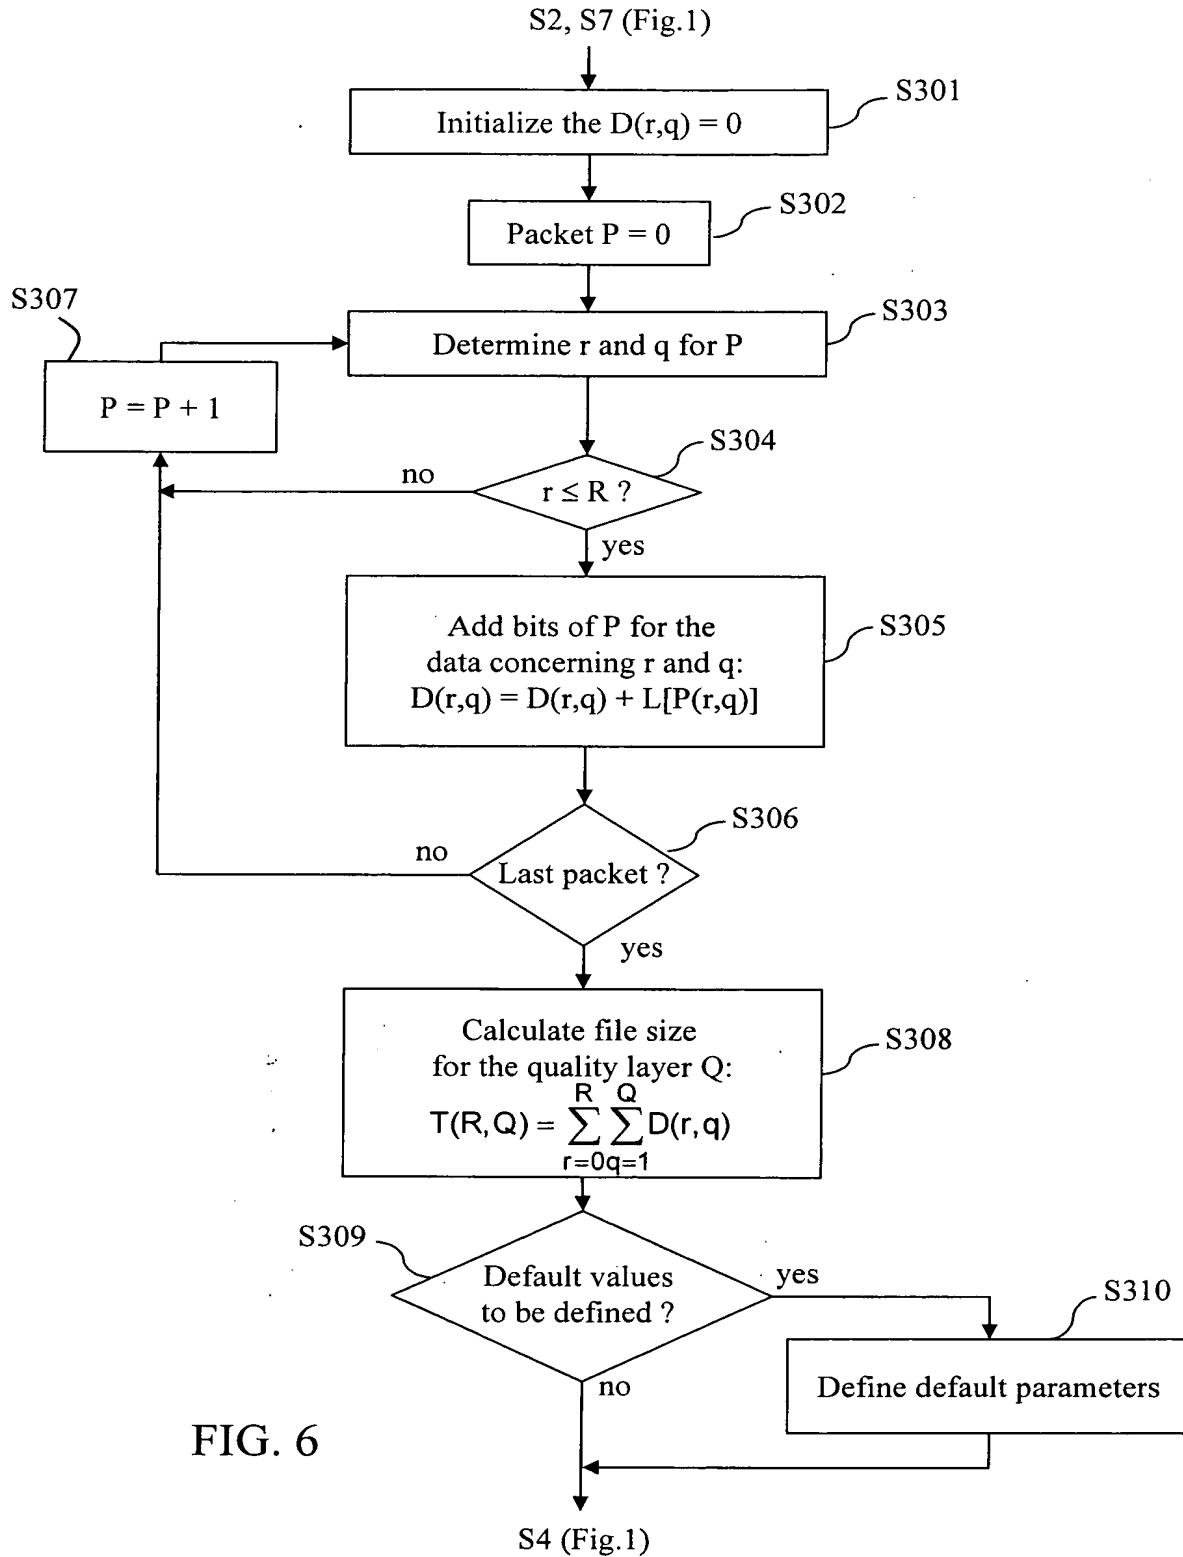 S2, S7 (Fig.1)
S301
Initialize the D(r,q) = 0
S302
Packet P = 0
S307
S303
Determine r and q for P
P = P + 1
S304
no
r ≤ R ?
yes
S305
Add bits of P for the
data concerning r and q:
D(r,q) = D(r,q) + L[P(r,q)]
S306
no
Last packet ?
yes
S308
Calculate file size
for the quality layer Q:
R Q
T(R,Q) = ∑ ∑ D(r,q)
r=0q=1
S309
Default values
to be defined ?
yes
S310
no
Define default parameters
FIG. 6
S4 (Fig.1)